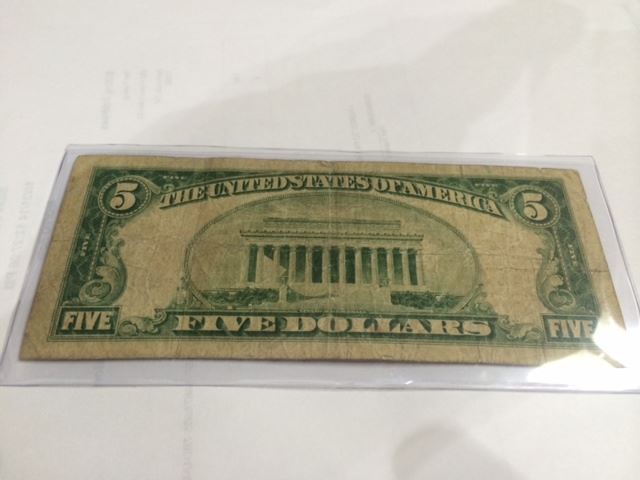 5 THE UNITED STATES OF AMERICA 5
FIVE FIVE DOLLARS FIVE